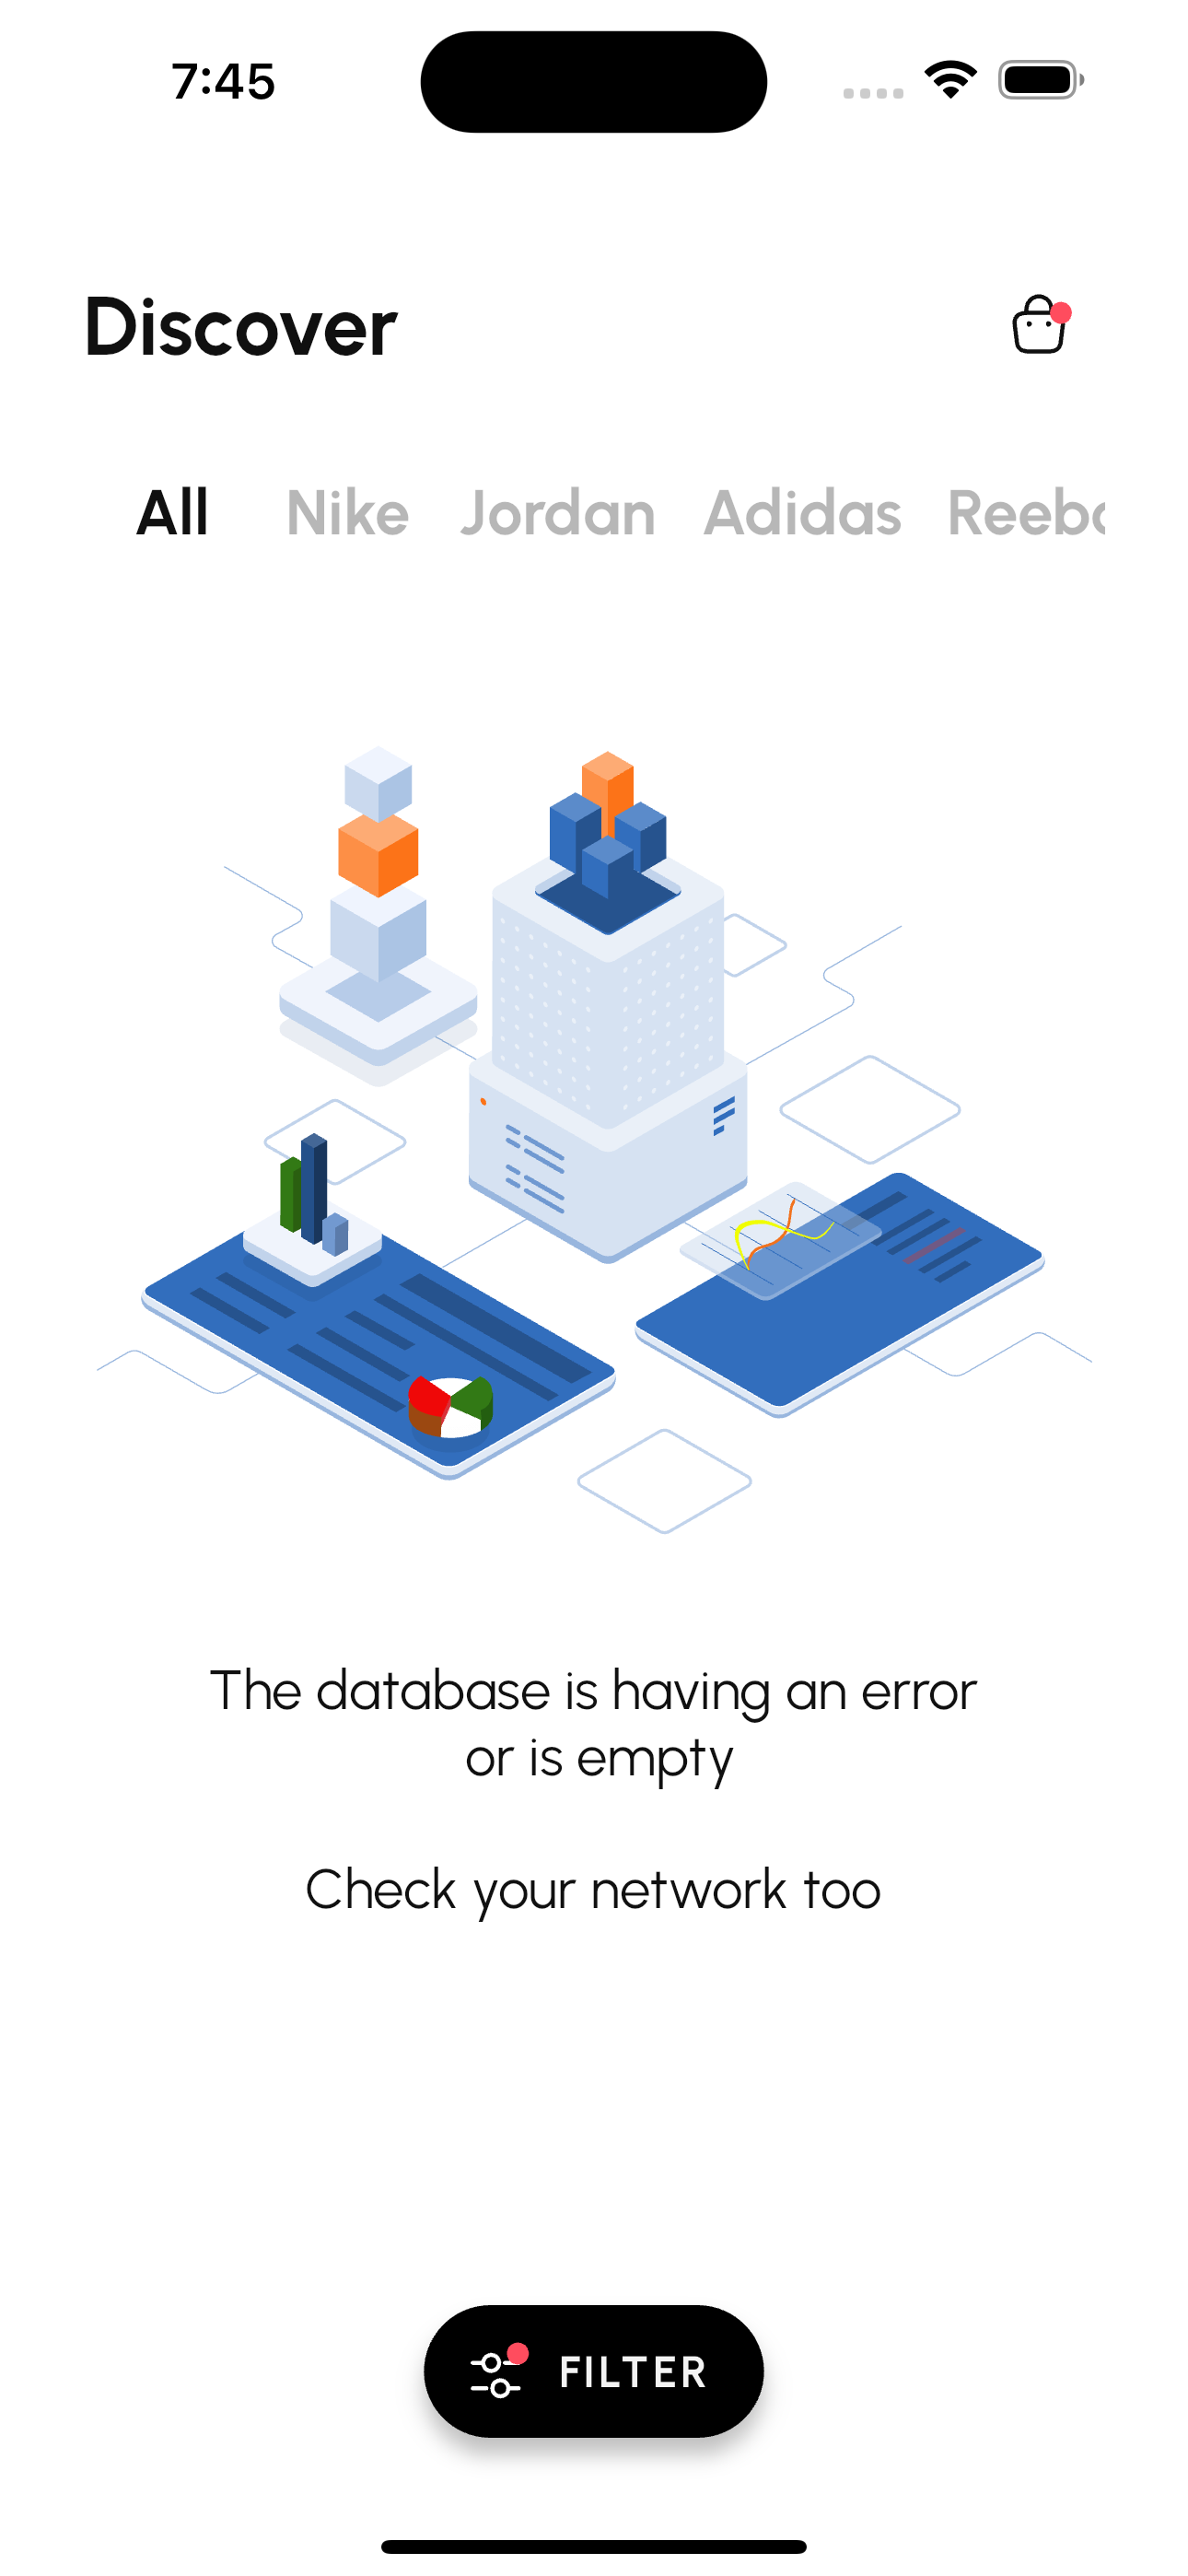 7:45
Discover
All Nike Jordan Adidas Reebo
The database is having an error
or is empty
Check your network too
FILTER